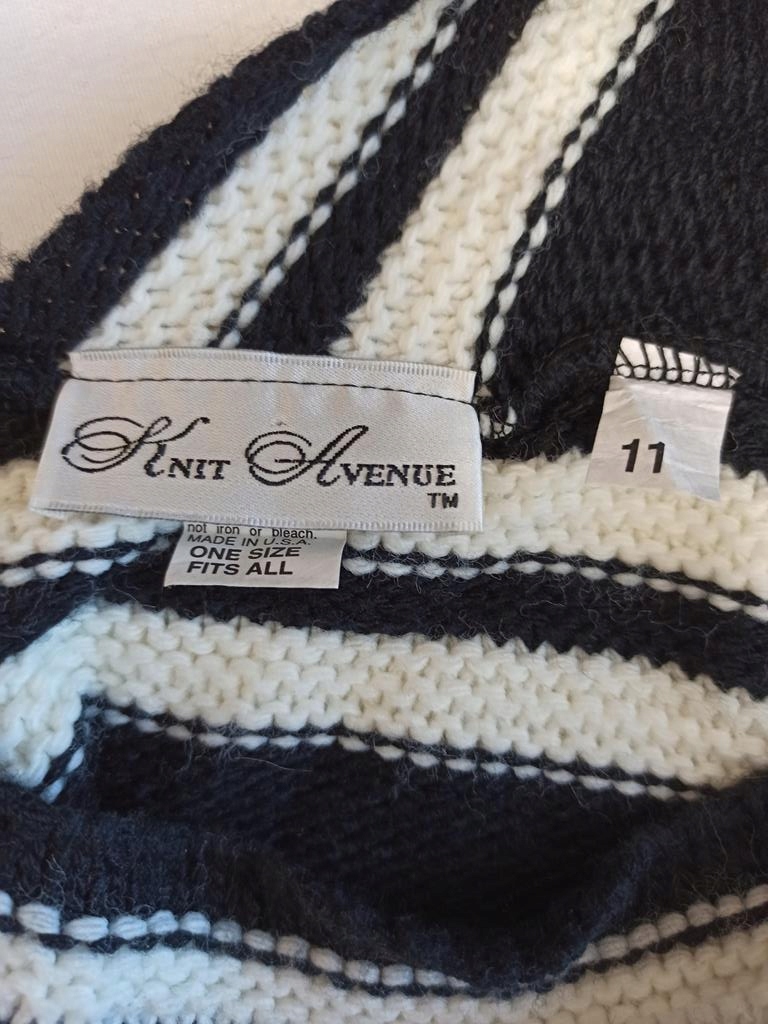 Knit Avenue
TM
11
not iron or bleach.
MADE IN U.S.A.
ONE SIZE
FITS ALL